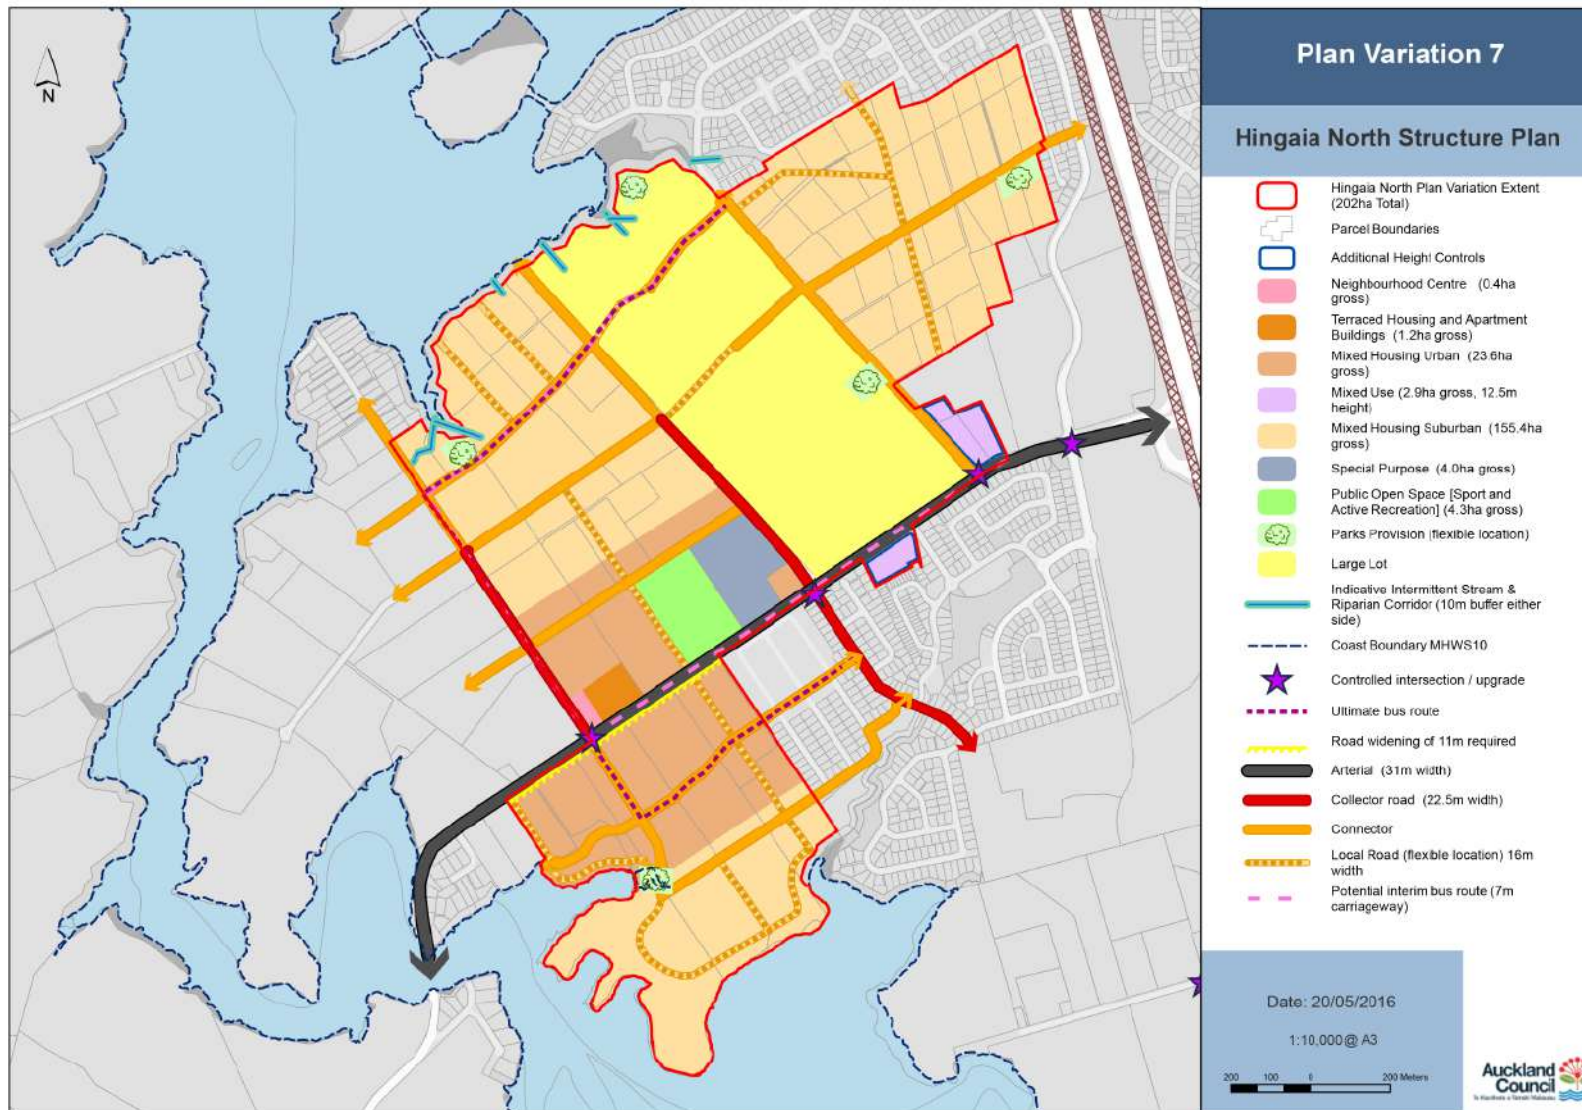 N
Plan Variation 7
Hingaia North Structure Plan
Hingaia North Plan Variation Extent
(202ha Total)
Parcel Boundaries
Additional Height Controls
Neighbourhood Centre (0.4ha
gross)
Terraced Housing and Apartment
Buildings (1.2ha gross)
Mixed Housing Urban (23.6ha
gross)
Mixed Use (2.9ha gross, 12.5m
height)
Mixed Housing Suburban (155.4ha
gross)
Special Purpose (4.0ha gross)
Public Open Space [Sport and
Active Recreation] (4.3ha gross)
Parks Provision (flexible location)
Large Lot
Indicative Intermittent Stream &
Riparian Corridor (10m buffer either
side)
Coast Boundary MHWS10
Controlled intersection / upgrade
Ultimate bus route
Road widening of 11m required
Arterial (31m width)
Collector road (22.5m width)
Connector
Local Road (flexible location) 16m
width
Potential interim bus route (7m
carriageway)
Date: 20/05/2016
1:10,000@ A3
200 100 0 200 Meters
Auckland
Council